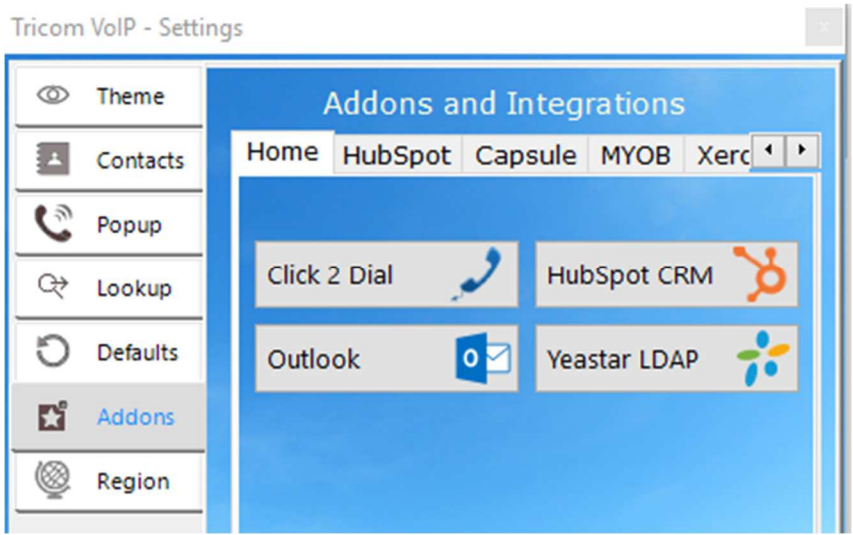 Tricom VoIP - Settings
x
Theme
Contacts
Popup
Lookup
Defaults
Addons
Region
Addons and Integrations
Home HubSpot Capsule MYOB
Click 2 Dial HubSpot CRM
Outlook Yeastar LDAP